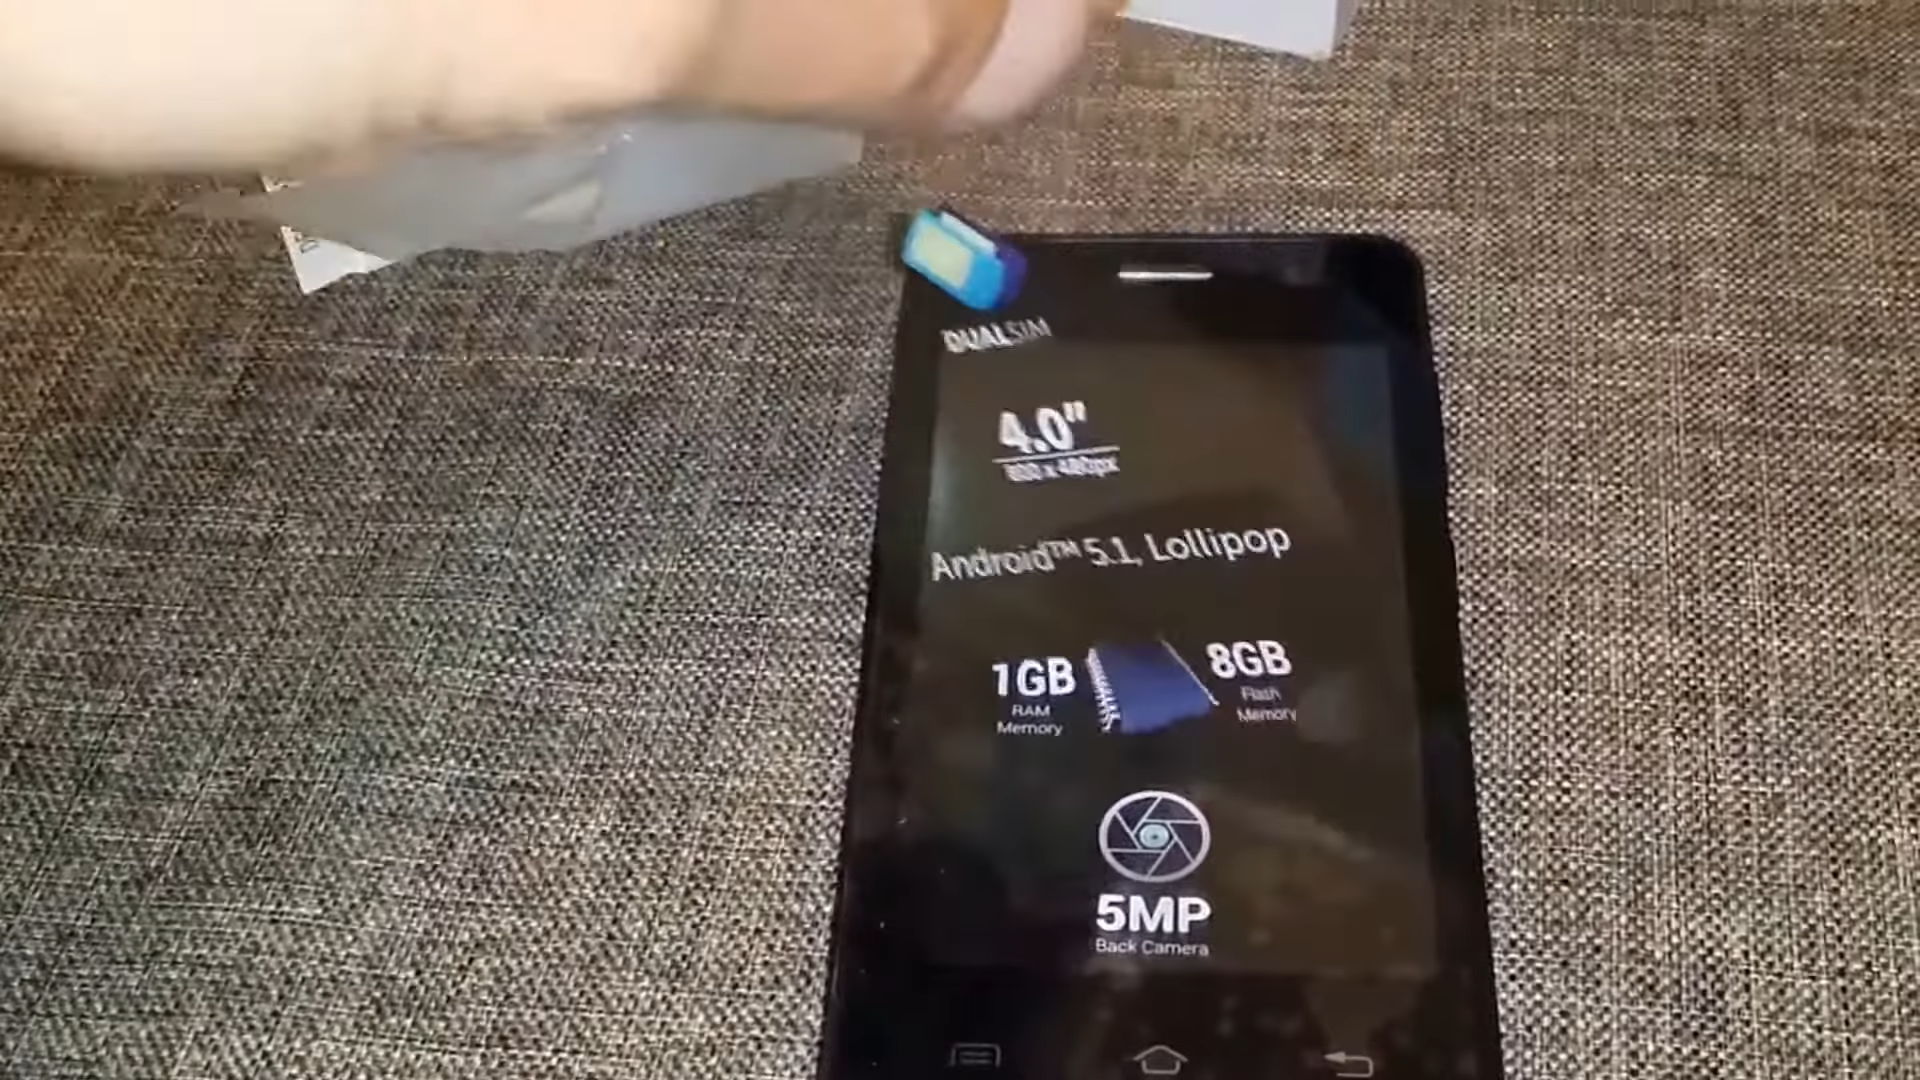 DUALSIM
4.0"
800 x 480px
Android™ 5.1, Lollipop
1GB
RAM
Memory
8GB
Flash
Memory
5MP
Back Camera